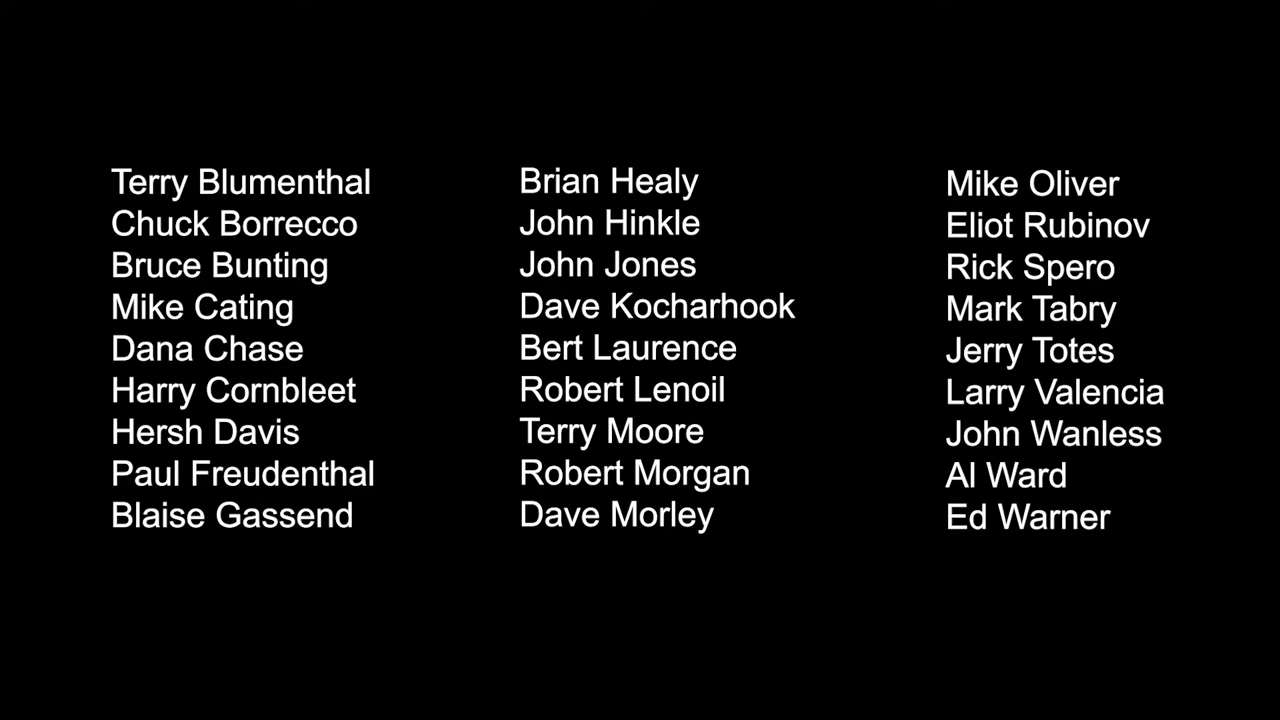 Terry Blumenthal
Chuck Borrecco
Bruce Bunting
Mike Cating
Dana Chase
Harry Cornbleet
Hersh Davis
Paul Freudenthal
Blaise Gassend
Brian Healy
John Hinkle
John Jones
Dave Kocharhook
Bert Laurence
Robert Lenoil
Terry Moore
Robert Morgan
Dave Morley
Mike Oliver
Eliot Rubinov
Rick Spero
Mark Tabry
Jerry Totes
Larry Valencia
John Wanless
Al Ward
Ed Warner